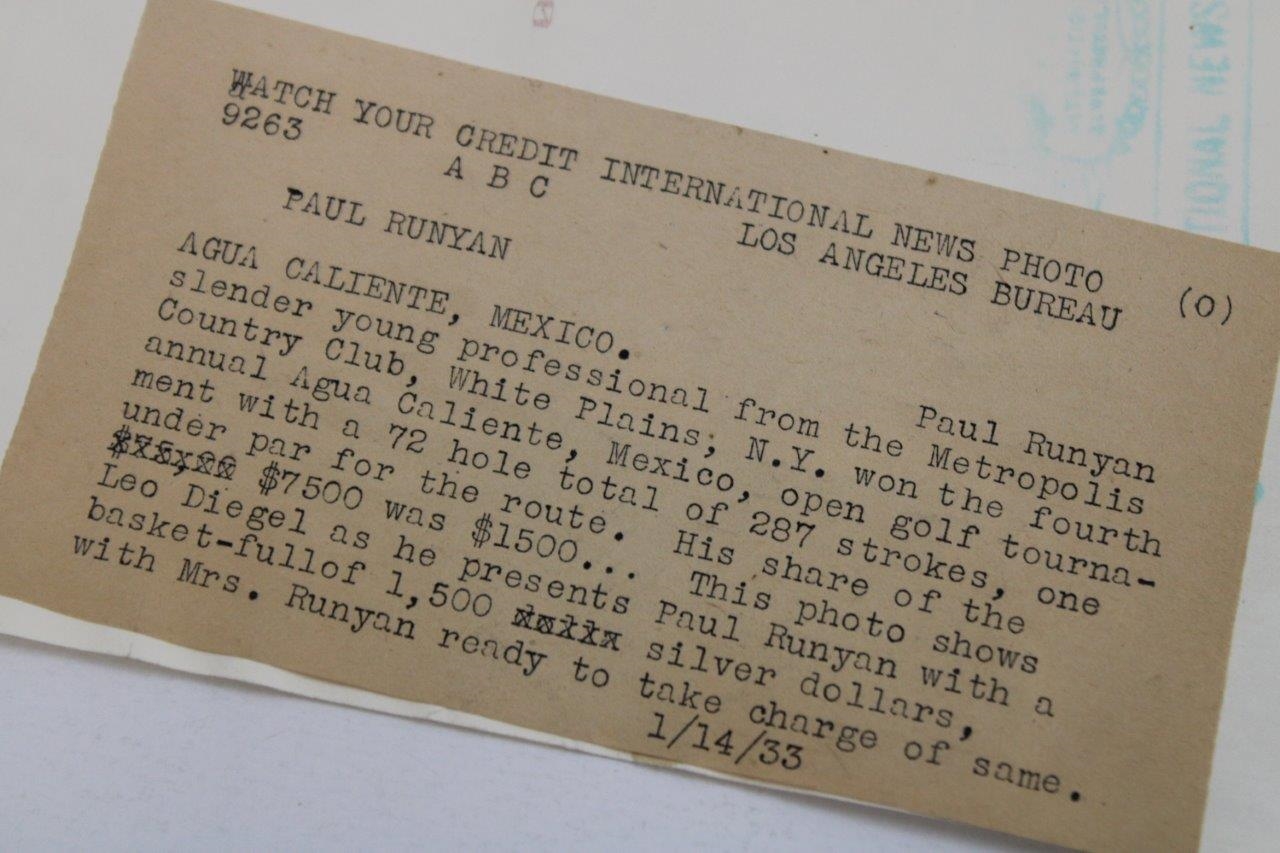 WATCH YOUR CREDIT INTERNATIONAL NEWS PHOTO (O)
9263 A B C LOS ANGELES BUREAU
PAUL RUNYAN
AGUA CALIENTE, MEXICO. Paul Runyan
slender young professional from the Metropolis
Country Club, White Plains, N.Y. won the fourth
annual Agua Caliente, Mexico, open golf tourna-
ment with a 72 hole total of 287 strokes, one
under par for the route. His share of the
$7500 was $1500... This photo shows
Leo Diegel as he presents Paul Runyan with a
basket-fullof 1,500 silver dollars,
with Mrs. Runyan ready to take charge of same.
1/14/33
TIONAL NEWS